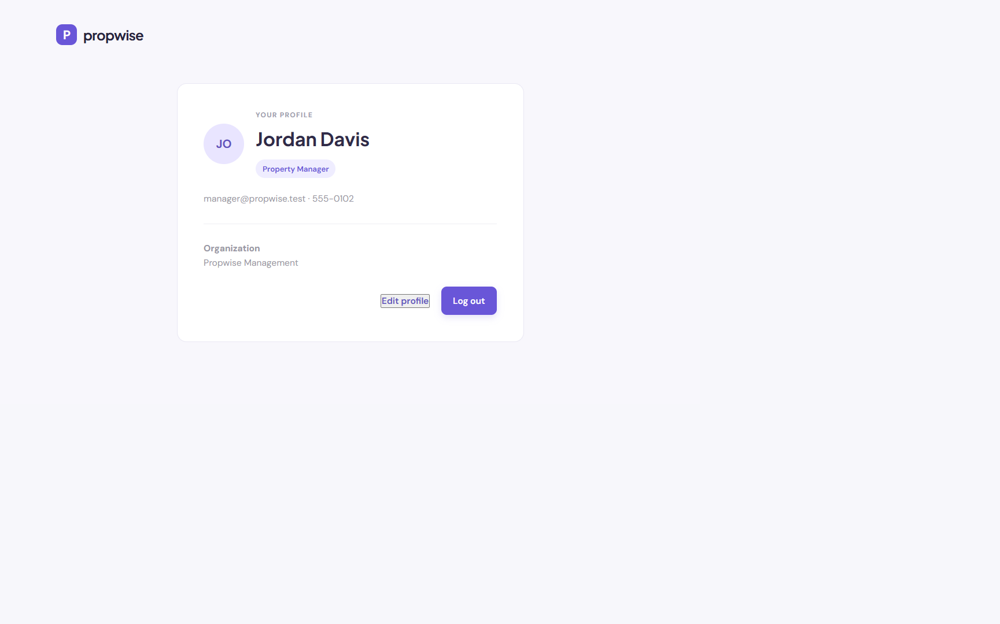 P propwise
YOUR PROFILE
JO
Jordan Davis
Property Manager
manager@propwise.test · 555-0102
Organization
Propwise Management
Edit profile
Log out